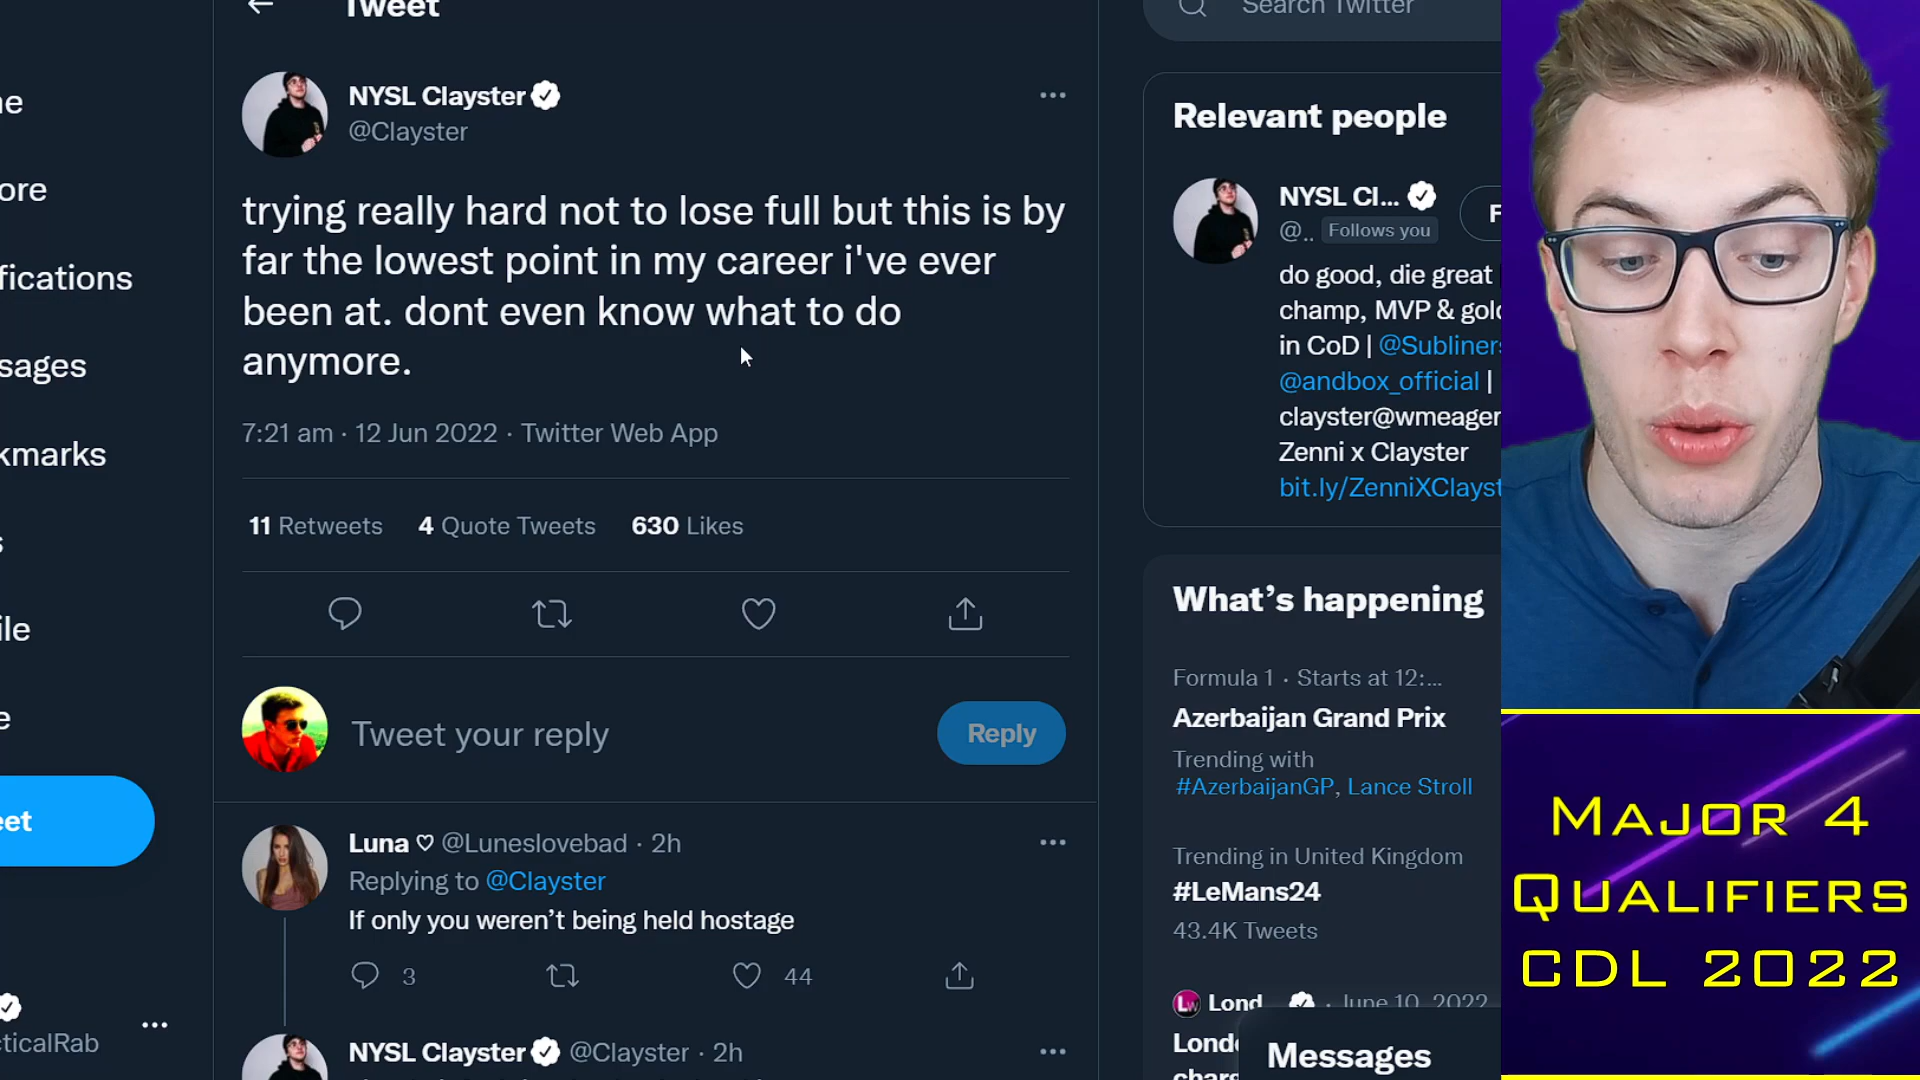 Tweet
Search Twitter
NYSL Clayster
@Clayster
trying really hard not to lose full but this is by
far the lowest point in my career i've ever
been at. dont even know what to do
anymore.
7:21 am · 12 Jun 2022 · Twitter Web App
11 Retweets 4 Quote Tweets 630 Likes
Tweet your reply
Reply
Luna ♡ @Luneslovebad · 2h
Replying to @Clayster
If only you weren’t being held hostage
3
44
NYSL Clayster @Clayster · 2h
ne
ore
fications
sages
kmarks
s
ile
e
eet
cticalRab
Relevant people
NYSL Cl...
@.. Follows you
F
do good, die great
champ, MVP & gold
in CoD | @Subliners
@andbox_official |
clayster@wmeager
Zenni x Clayster
bit.ly/ZenniXClayst
What’s happening
Formula 1 · Starts at 12:...
Azerbaijan Grand Prix
Trending with
#AzerbaijanGP, Lance Stroll
Trending in United Kingdom
#LeMans24
43.4K Tweets
Lond · June 10, 2022
Londo
Messages
Major 4
Qualifiers
CDL 2022